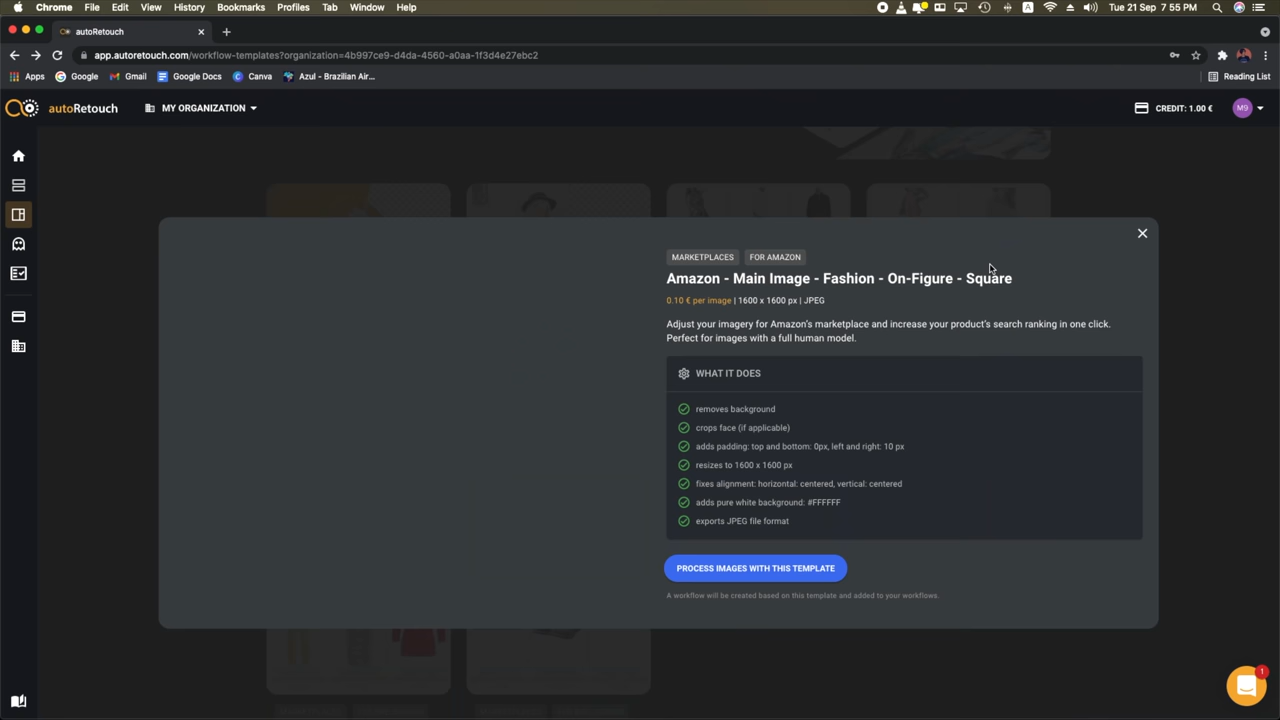 Chrome File Edit View History Bookmarks Profiles Tab Window Help
A Tue 21 Sep 7:55 PM
autoRetouch
app.autoretouch.com/workflow-templates?organization=4b997ce9-d4da-4560-a0aa-1f3d4e27ebc2
Apps Google Gmail Google Docs Canva Azul - Brazilian Air... Reading List
autoRetouch MY ORGANIZATION CREDIT: 1.00 € M9
MARKETPLACES FOR AMAZON
Amazon - Main Image - Fashion - On-Figure - Square
0.10 € per image | 1600 x 1600 px | JPEG
Adjust your imagery for Amazon's marketplace and increase your product's search ranking in one click.
Perfect for images with a full human model.
WHAT IT DOES
removes background
crops face (if applicable)
adds padding: top and bottom: 0px, left and right: 10 px
resizes to 1600 x 1600 px
fixes alignment: horizontal: centered, vertical: centered
adds pure white background: #FFFFFF
exports JPEG file format
PROCESS IMAGES WITH THIS TEMPLATE
A workflow will be created based on this template and added to your workflows.
1